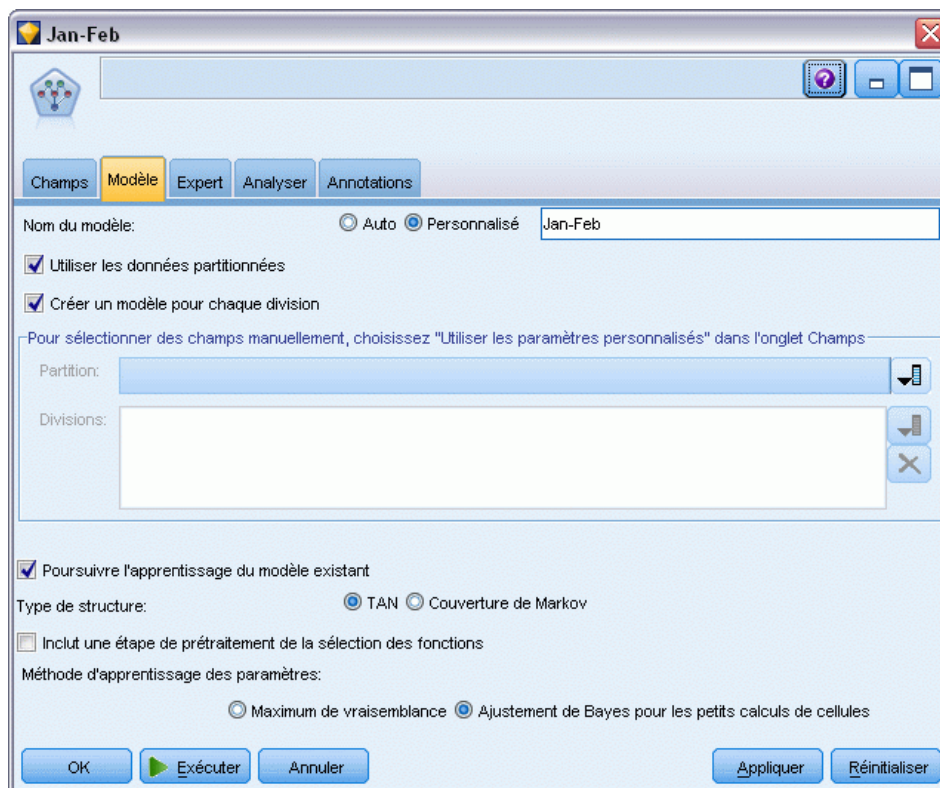 Jan-Feb
Champs Modèle Expert Analyser Annotations
Nom du modèle: Auto Personnalisé Jan-Feb
Utiliser les données partitionnées
Créer un modèle pour chaque division
Pour sélectionner des champs manuellement, choisissez "Utiliser les paramètres personnalisés" dans l'onglet Champs
Partition:
Divisions:
Poursuivre l'apprentissage du modèle existant
Type de structure: TAN Couverture de Markov
Inclut une étape de prétraitement de la sélection des fonctions
Méthode d'apprentissage des paramètres:
Maximum de vraisemblance Ajustement de Bayes pour les petits calculs de cellules
OK Exécuter Annuler Appliquer Réinitialiser